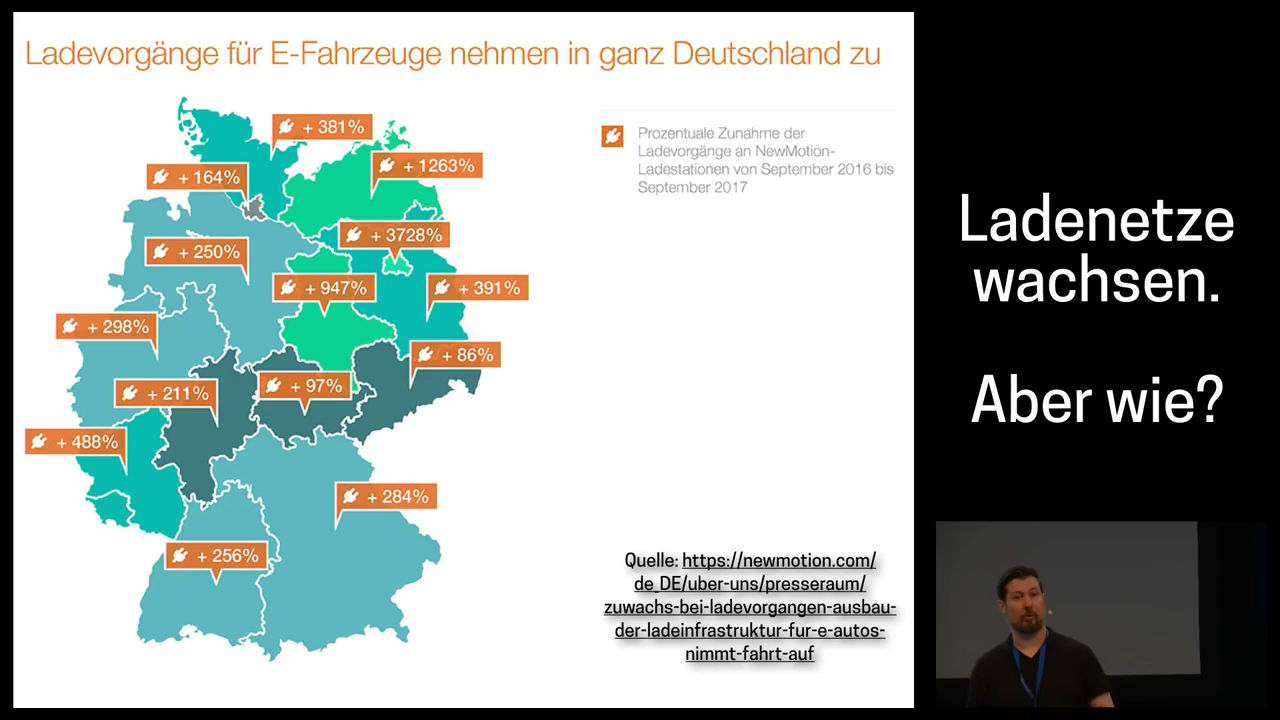 Ladevorgänge für E-Fahrzeuge nehmen in ganz Deutschland zu
+ 381%
+ 1263%
+ 164%
+ 3728%
+ 250%
+ 947%
+ 391%
+ 298%
+ 86%
+ 97%
+ 211%
+ 488%
+ 284%
+ 256%
Prozentuale Zunahme der
Ladevorgänge an NewMotion-
Ladestationen von September 2016 bis
September 2017
Quelle: https://newmotion.com/
de_DE/uber-uns/presseraum/
zuwachs-bei-ladevorgangen-ausbau-
der-ladeinfrastruktur-fur-e-autos-
nimmt-fahrt-auf
Ladenetze
wachsen.
Aber wie?